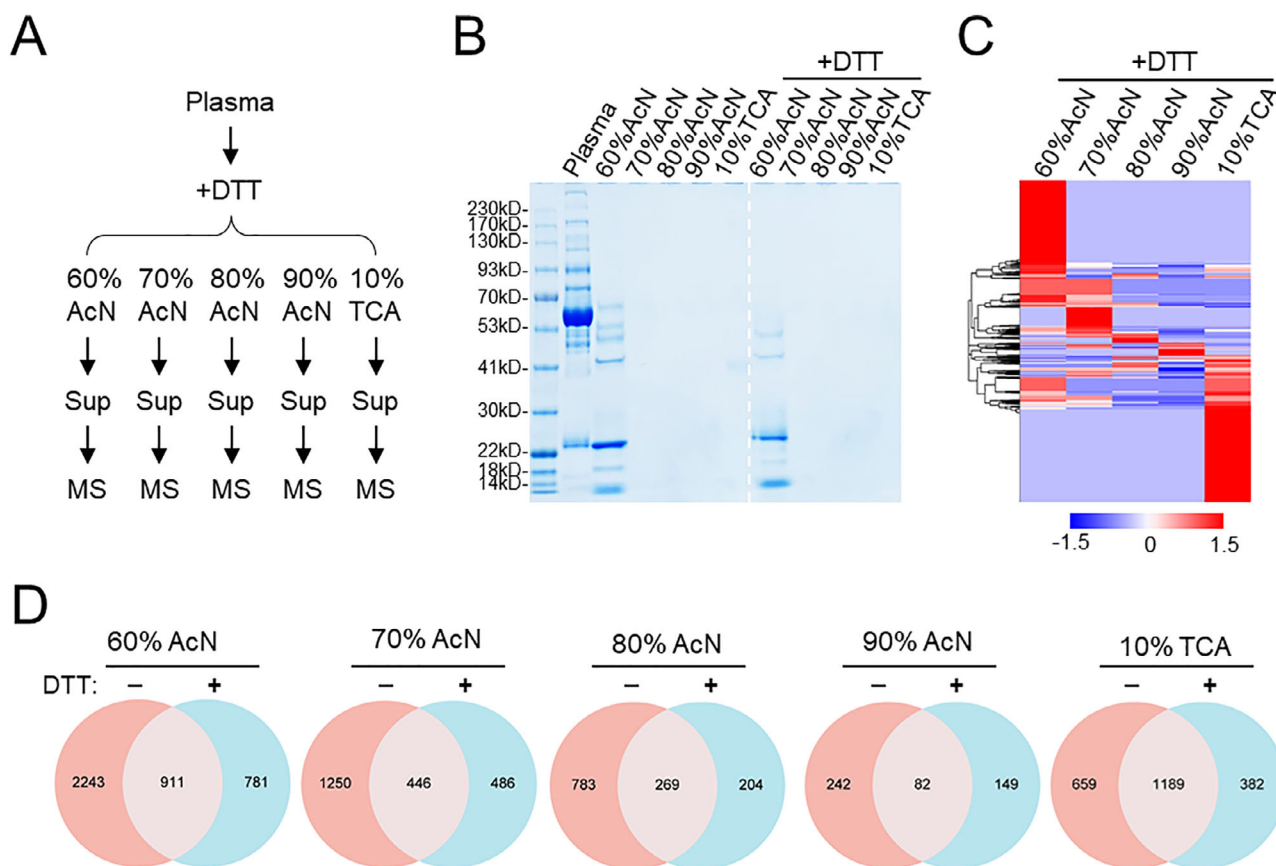 A
Plasma
+DTT
60% 70% 80% 90% 10%
AcN AcN AcN AcN TCA
Sup Sup Sup Sup Sup
MS MS MS MS MS
B
+DTT
Plasma 60%AcN 70%AcN 80%AcN 90%AcN 10%TCA 60%AcN 70%AcN 80%AcN 90%AcN 10%TCA
230kD-
170kD-
130kD-
93kD-
70kD-
53kD-
41kD-
30kD-
22kD-
18kD-
14kD-
C
+DTT
60%AcN 70%AcN 80%AcN 90%AcN 10%TCA
-1.5 0 1.5
D
60% AcN 70% AcN 80% AcN 90% AcN 10% TCA
DTT: – + – + – + – + – +
2243 911 781 1250 446 486 783 269 204 242 82 149 659 1189 382